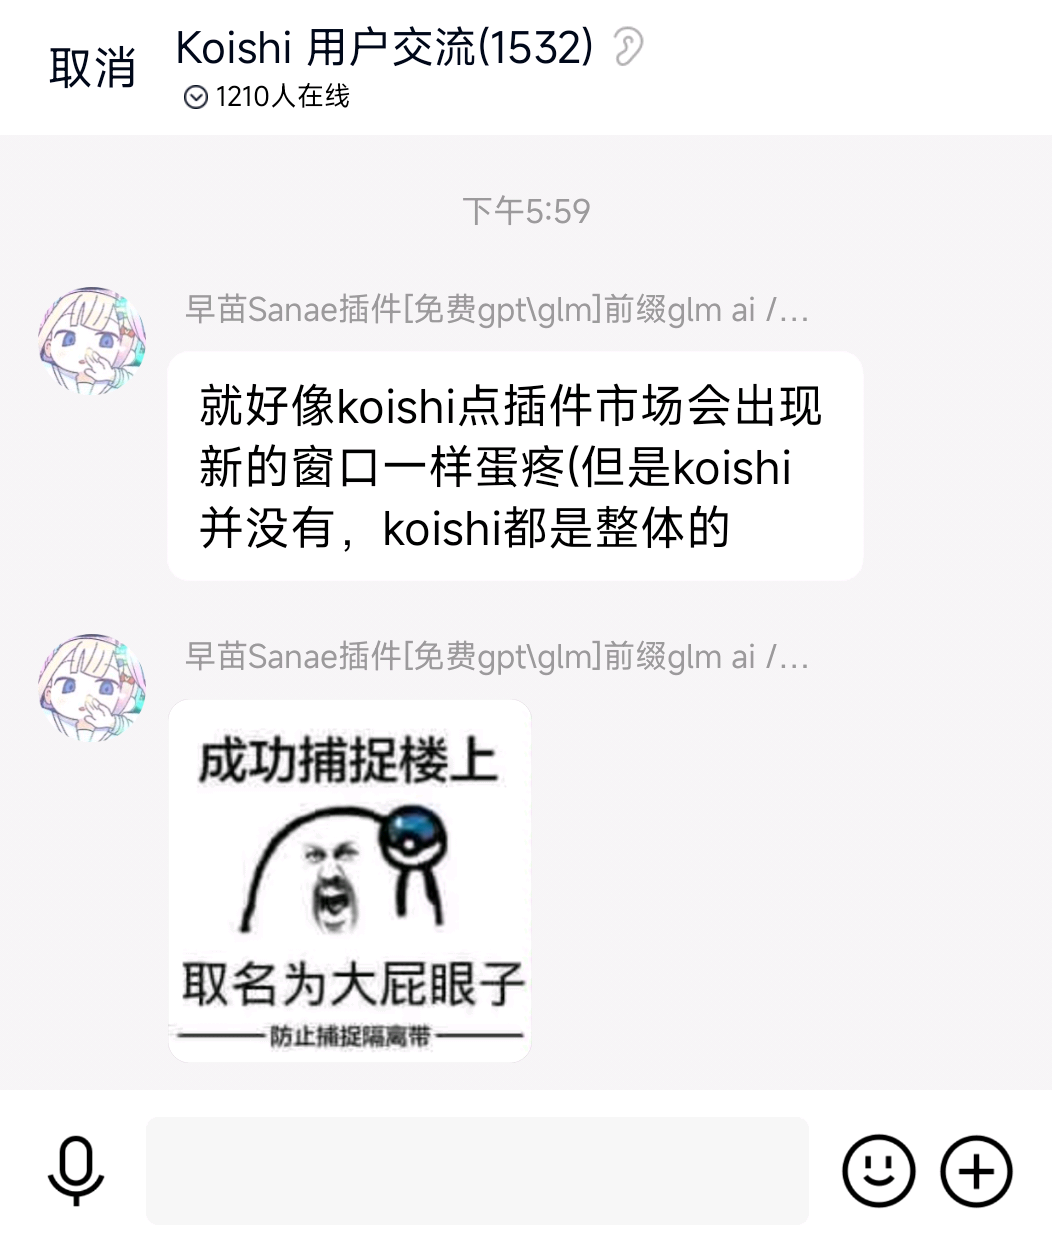 取消
Koishi 用户交流(1532)
1210人在线
下午5:59
早苗Sanae插件[免费gpt\glm]前缀glm ai /...
就好像koishi点插件市场会出现
新的窗口一样蛋疼(但是koishi
并没有，koishi都是整体的
早苗Sanae插件[免费gpt\glm]前缀glm ai /...
成功捕捉楼上
取名为大屁眼子
防止捕捉隔离带